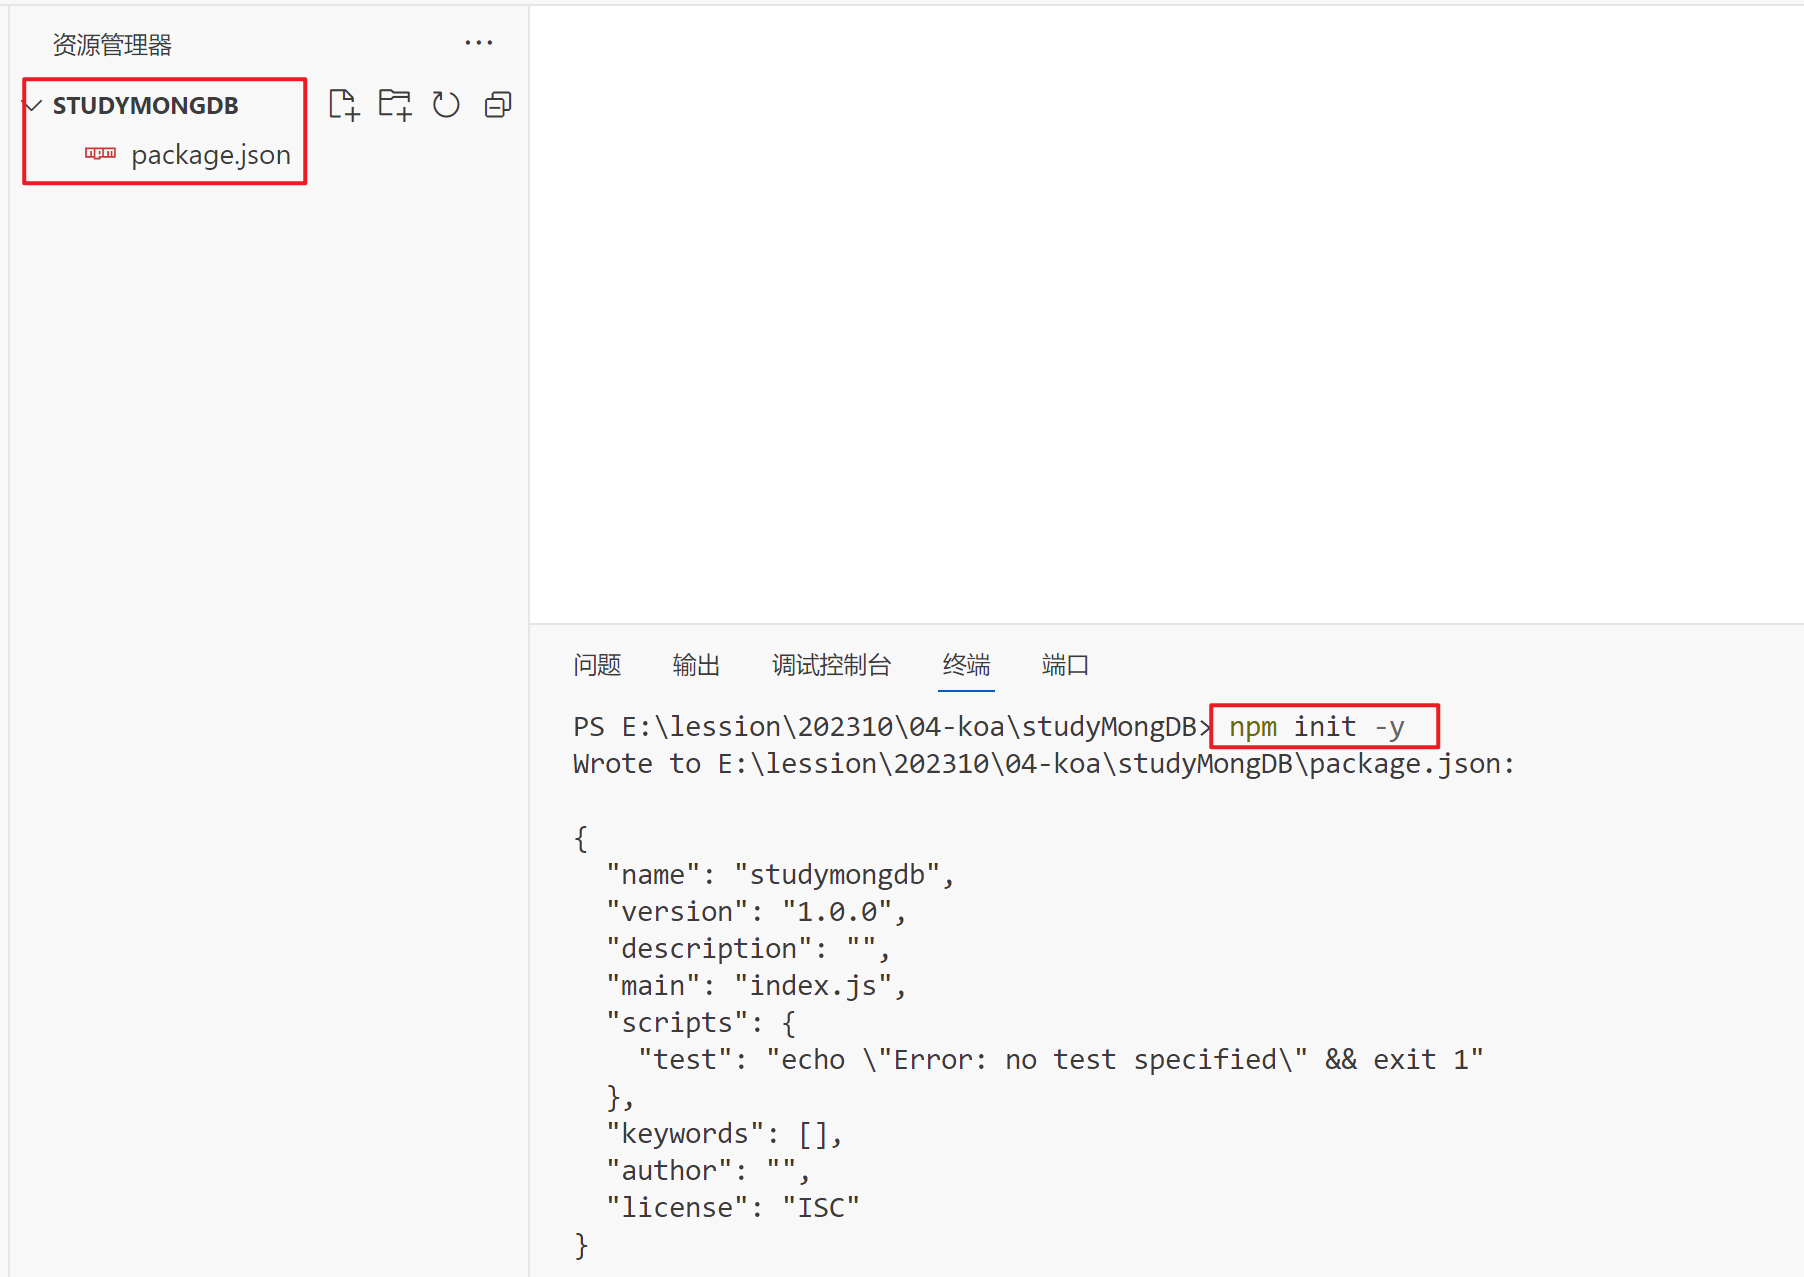 资源管理器
STUDYMONGDB
package.json
问题 输出 调试控制台 终端 端口
PS E:\lession\202310\04-koa\studyMongDB> npm init -y
Wrote to E:\lession\202310\04-koa\studyMongDB\package.json:
{
  "name": "studymongdb",
  "version": "1.0.0",
  "description": "",
  "main": "index.js",
  "scripts": {
    "test": "echo \"Error: no test specified\" && exit 1"
  },
  "keywords": [],
  "author": "",
  "license": "ISC"
}